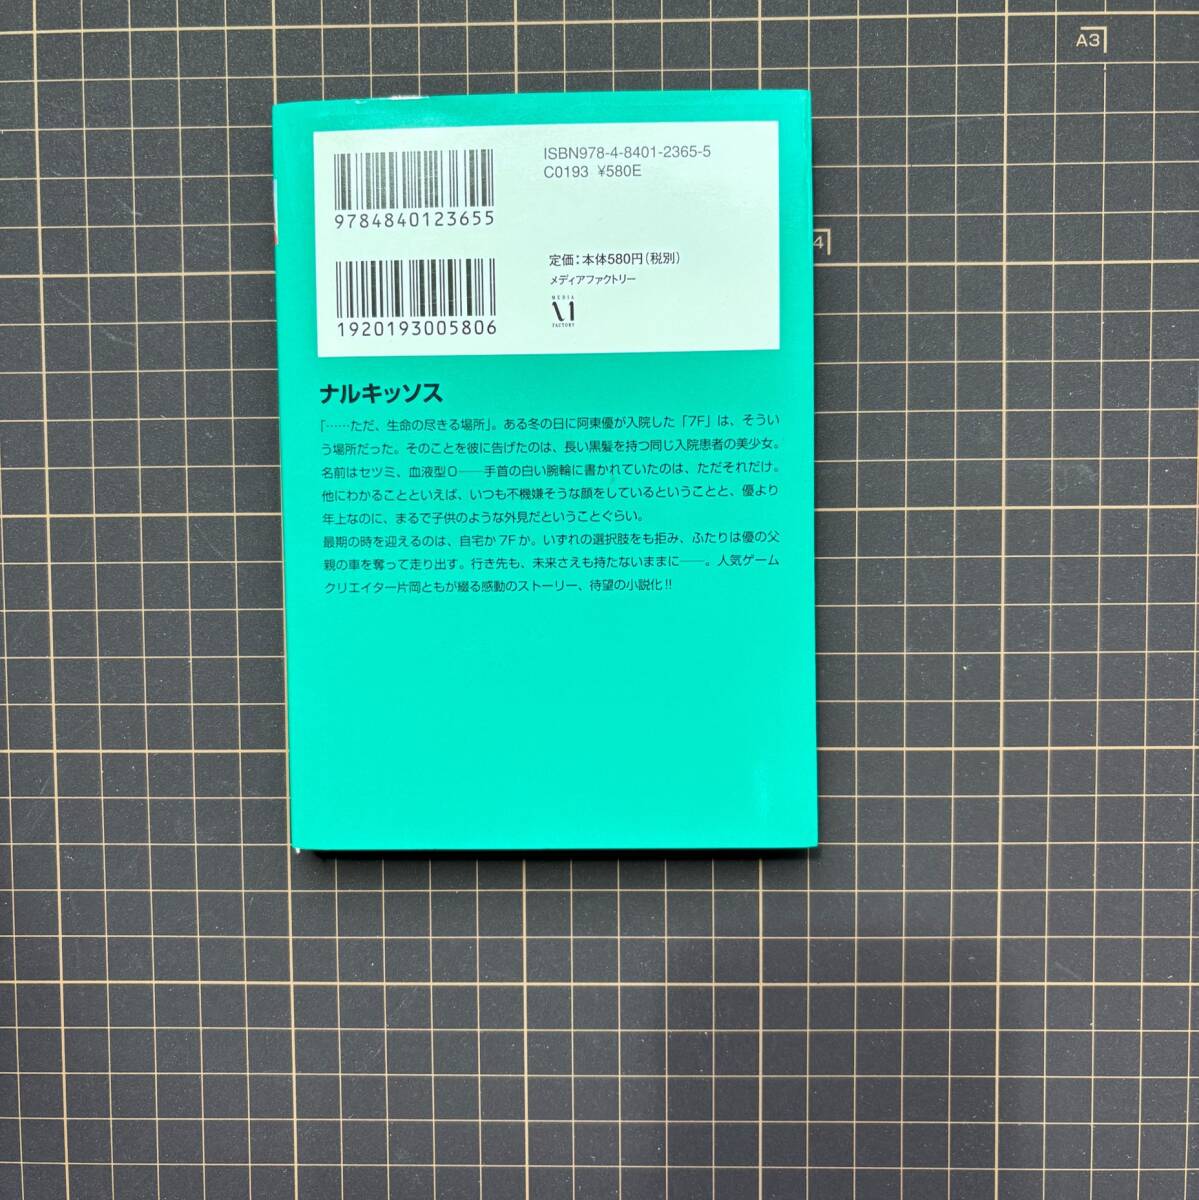 A3
4
ISBN978-4-8401-2365-5
C0193 ¥580E
9784840123655
定価:本体580円(税別)
メディアファクトリー
MEDIA
FACTORY
1920193005806
ナルキッソス
「……ただ、生命の尽きる場所」。ある冬の日に阿東優が入院した「7F」は、そうい
う場所だった。そのことを彼に告げたのは、長い黒髪を持つ同じ入院患者の美少女。
名前はセツミ、血液型O――手首の白い腕輪に書かれていたのは、ただそれだけ。
他にわかることといえば、いつも不機嫌そうな顔をしているということと、優より
年上なのに、まるで子供のような外見だということぐらい。
最期の時を迎えるのは、自宅か7Fか。いずれの選択肢をも拒み、ふたりは優の父
親の車を奪って走り出す。行き先も、未来さえも持たないままに――。人気ゲーム
クリエイター片岡ともが綴る感動のストーリー、待望の小説化!!